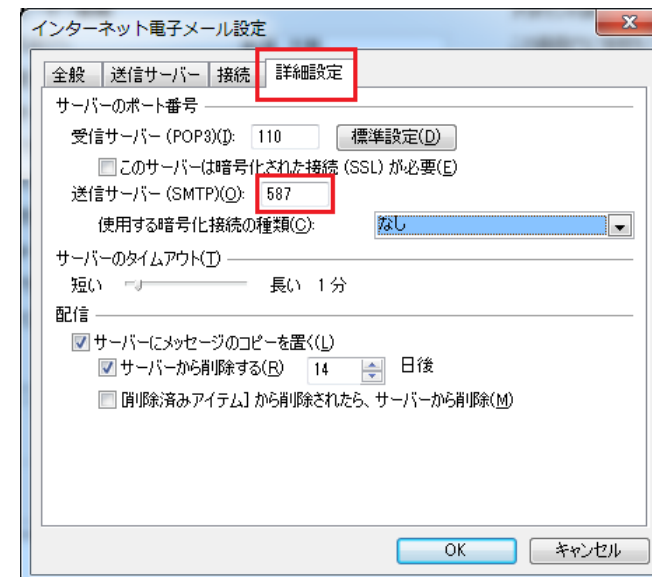 インターネット電子メール設定
全般 送信サーバー 接続 詳細設定
サーバーのポート番号
受信サーバー (POP3)(I): 110 標準設定(D)
このサーバーは暗号化された接続 (SSL) が必要(E)
送信サーバー (SMTP)(O): 587
使用する暗号化接続の種類(C): なし
サーバーのタイムアウト(T)
短い 長い 1 分
配信
サーバーにメッセージのコピーを置く(L)
サーバーから削除する(R) 14 日後
[削除済みアイテム] から削除されたら、サーバーから削除(M)
OK キャンセル